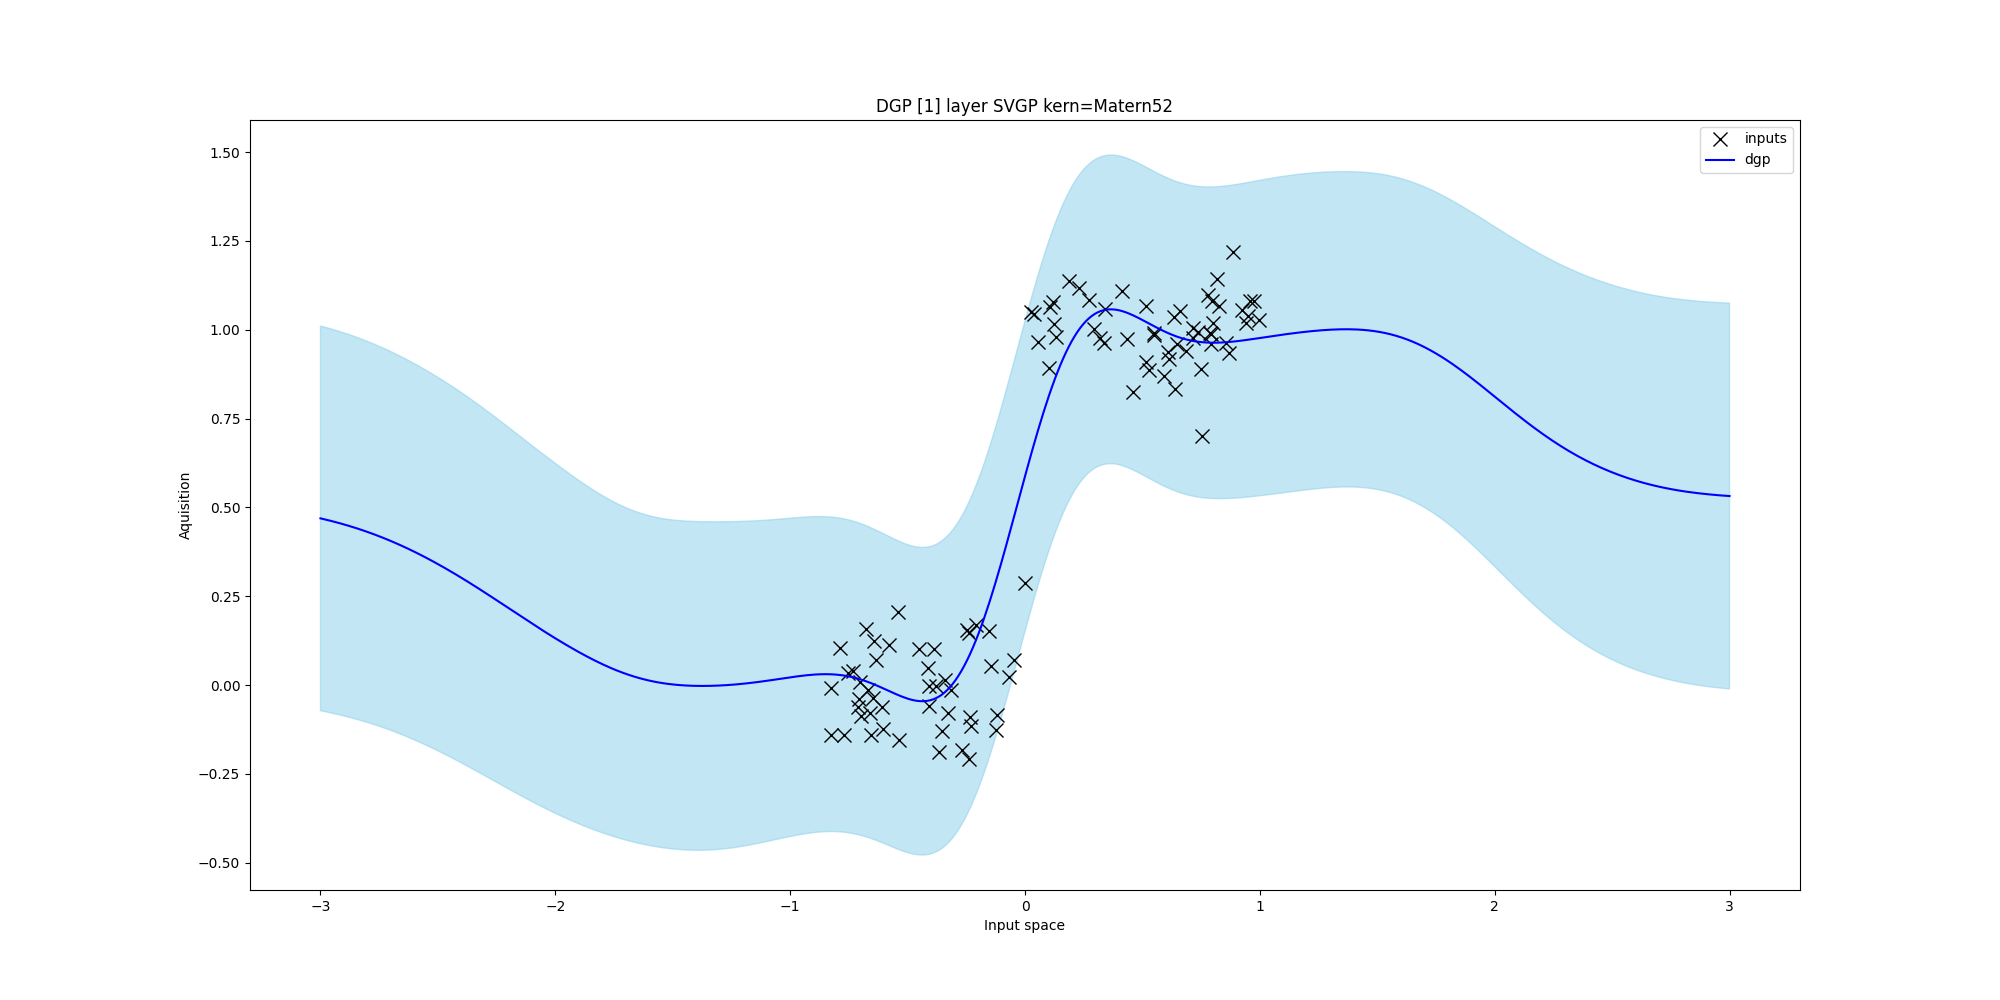 DGP [1] layer SVGP kern=Matern52
inputs
dgp
1.50
1.25
1.00
0.75
0.50
0.25
0.00
−0.25
−0.50
Aquisition
−3 −2 −1 0 1 2 3
Input space